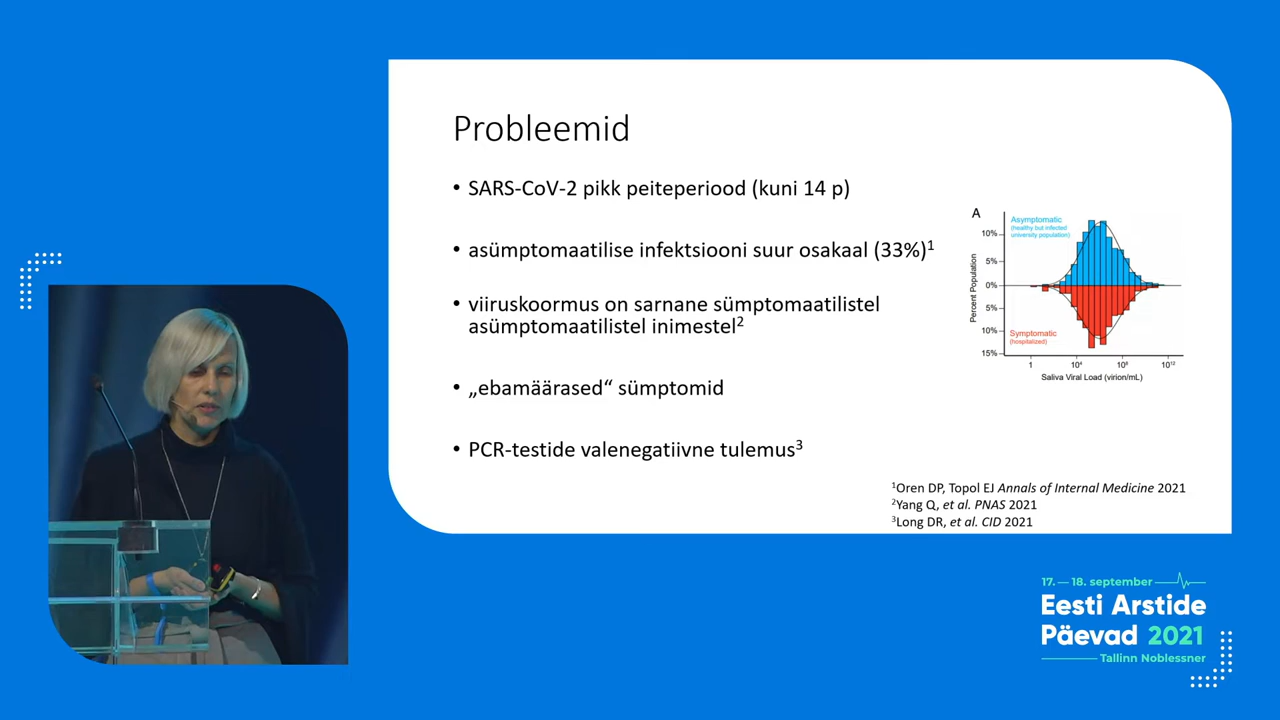 Probleemid
• SARS-CoV-2 pikk peiteperiood (kuni 14 p)
• asümptomaatilise infektsiooni suur osakaal (33%)1
• viiruskoormus on sarnane sümptomaatilistel
asümptomaatilistel inimestel2
• „ebamäärased“ sümptomid
• PCR-testide valenegatiivne tulemus3
A
Asymptomatic
(healthy but infected
university population)
10%
5%
0%
5%
10%
15%
Percent Population
Symptomatic
(hospitalized)
1 10⁴ 10⁸ 10¹²
Saliva Viral Load (virion/mL)
1Oren DP, Topol EJ Annals of Internal Medicine 2021
2Yang Q, et al. PNAS 2021
3Long DR, et al. CID 2021
17. — 18. september
Eesti Arstide
Päevad 2021
Tallinn Noblessner